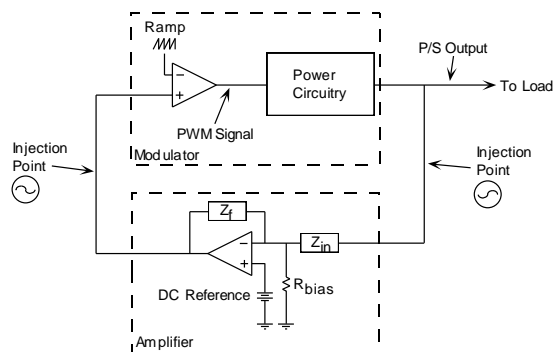 Ramp
P/S Output
−
+
Power
Circuitry
To Load
PWM Signal
Injection
Point
Modulator
Injection
Point
Zf
−
+
Zin
DC Reference
Rbias
Amplifier